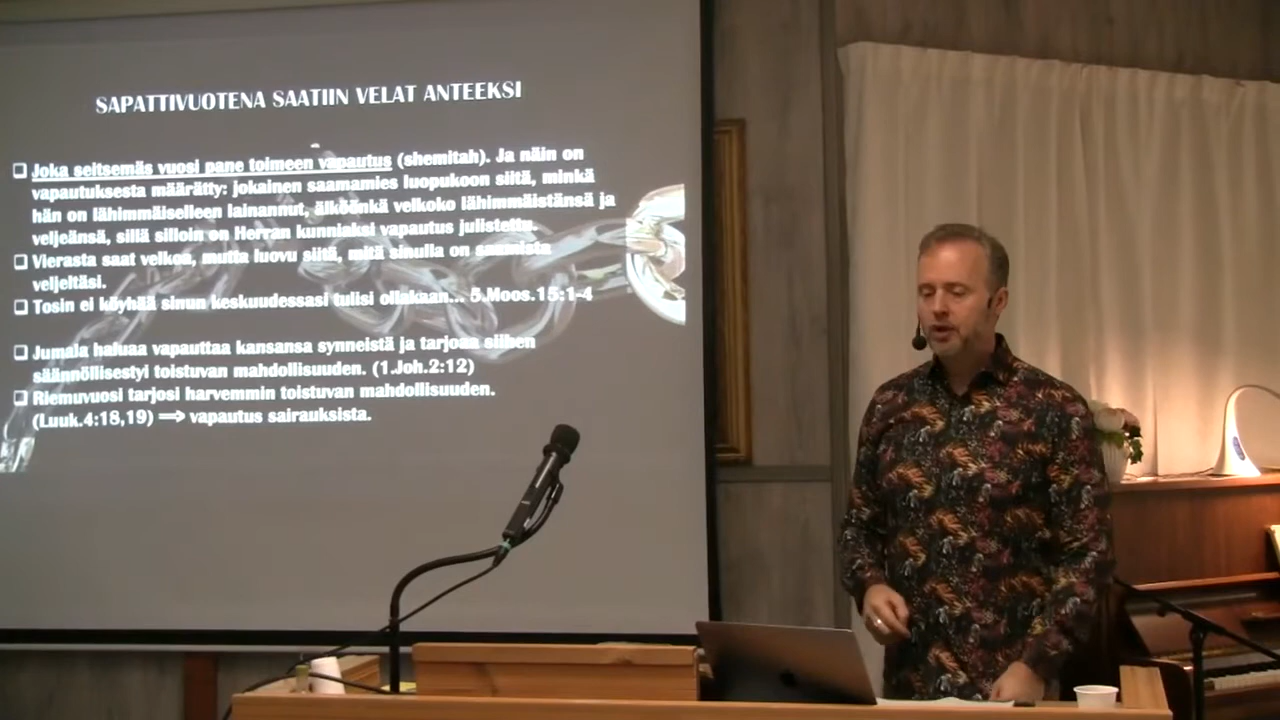 SAPATTIVUOTENA SAATIIN VELAT ANTEEKSI
Joka seitsemäs vuosi pane toimeen vapautus (shemitah). Ja näin on
vapautuksesta määrätty: jokainen saamamies luopukoon siitä, minkä
hän on lähimmäiselleen lainannut, älköönkä velkoko lähimmäistänsä ja
veljeänsä, sillä silloin on Herran kunniaksi vapautus julistettu.
Vierasta saat velkoa, mutta luovu siitä, mitä sinulla on saamista
veljeltäsi.
Tosin ei köyhää sinun keskuudessasi tulisi ollakaan... 5.Moos.15:1-4
Jumala haluaa vapauttaa kansansa synneistä ja tarjoaa siihen
säännöllisestyi toistuvan mahdollisuuden. (1.Joh.2:12)
Riemuvuosi tarjosi harvemmin toistuvan mahdollisuuden.
(Luuk.4:18,19) ==> vapautus sairauksista.